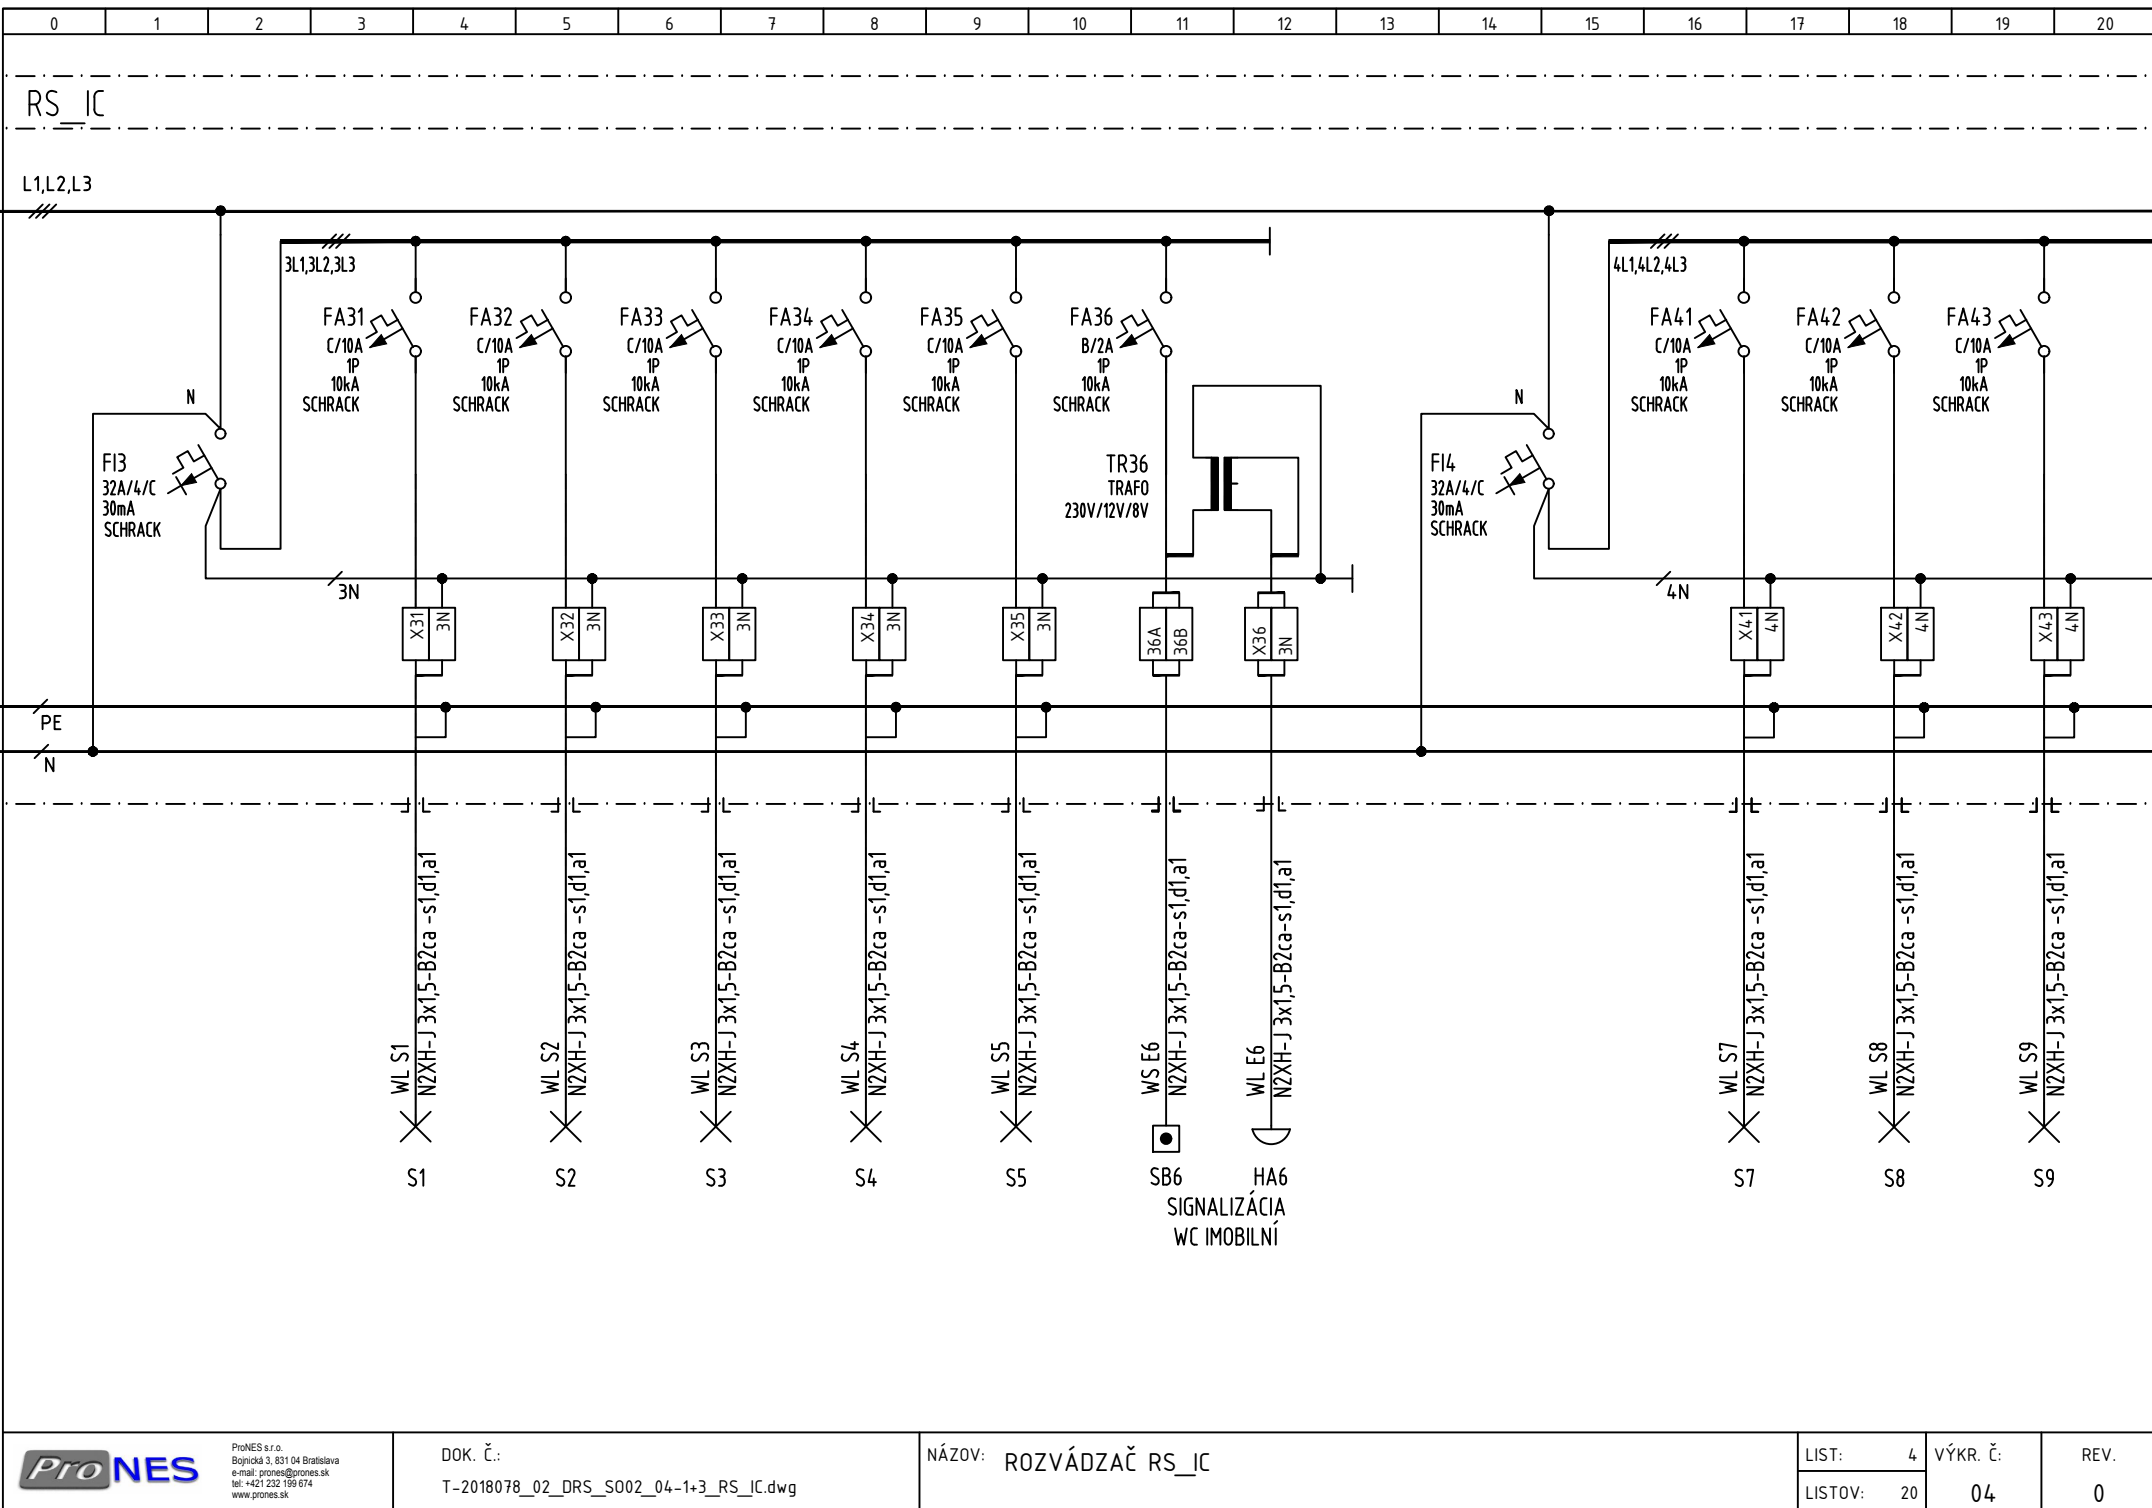 0 1 2 3 4 5 6 7 8 9 10 11 12 13 14 15 16 17 18 19 20
RS_IC
L1,L2,L3
3L1,3L2,3L3
4L1,4L2,4L3
FA31
C/10A
1P
10kA
SCHRACK
FA32
C/10A
1P
10kA
SCHRACK
FA33
C/10A
1P
10kA
SCHRACK
FA34
C/10A
1P
10kA
SCHRACK
FA35
C/10A
1P
10kA
SCHRACK
FA36
B/2A
1P
10kA
SCHRACK
FA41
C/10A
1P
10kA
SCHRACK
FA42
C/10A
1P
10kA
SCHRACK
FA43
C/10A
1P
10kA
SCHRACK
N
FI3
32A/4/C
30mA
SCHRACK
TR36
TRAFO
230V/12V/8V
N
FI4
32A/4/C
30mA
SCHRACK
3N
4N
X31 3N
X32 3N
X33 3N
X34 3N
X35 3N
36A 36B
X36 3N
X41 4N
X42 4N
X43 4N
PE
N
WL S1
N2XH-J 3x1,5-B2ca -s1,d1,a1
WL S2
N2XH-J 3x1,5-B2ca -s1,d1,a1
WL S3
N2XH-J 3x1,5-B2ca -s1,d1,a1
WL S4
N2XH-J 3x1,5-B2ca -s1,d1,a1
WL S5
N2XH-J 3x1,5-B2ca -s1,d1,a1
WS E6
N2XH-J 3x1,5-B2ca-s1,d1,a1
WL E6
N2XH-J 3x1,5-B2ca-s1,d1,a1
WL S7
N2XH-J 3x1,5-B2ca -s1,d1,a1
WL S8
N2XH-J 3x1,5-B2ca -s1,d1,a1
WL S9
N2XH-J 3x1,5-B2ca -s1,d1,a1
S1 S2 S3 S4 S5 SB6 HA6 S7 S8 S9
SIGNALIZÁCIA
WC IMOBILNÍ
Pro NES
ProNES s.r.o.
Bojnická 3, 831 04 Bratislava
e-mail: prones@prones.sk
tel: +421 232 199 674
www.prones.sk
DOK. Č.:
T-2018078_02_DRS_SO02_04-1+3_RS_IC.dwg
NÁZOV: ROZVÁDZAČ RS_IC
LIST: 4
LISTOV: 20
VÝKR. Č:
04
REV.
0